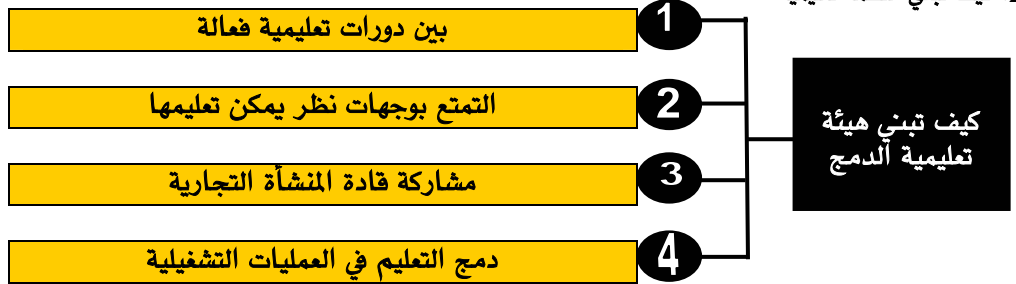 كيف تبني هيئة
تعليمية الدمج
1
بين دورات تعليمية فعالة
2
التمتع بوجهات نظر يمكن تعليمها
3
مشاركة قادة المنشأة التجارية
4
دمج التعليم في العمليات التشغيلية